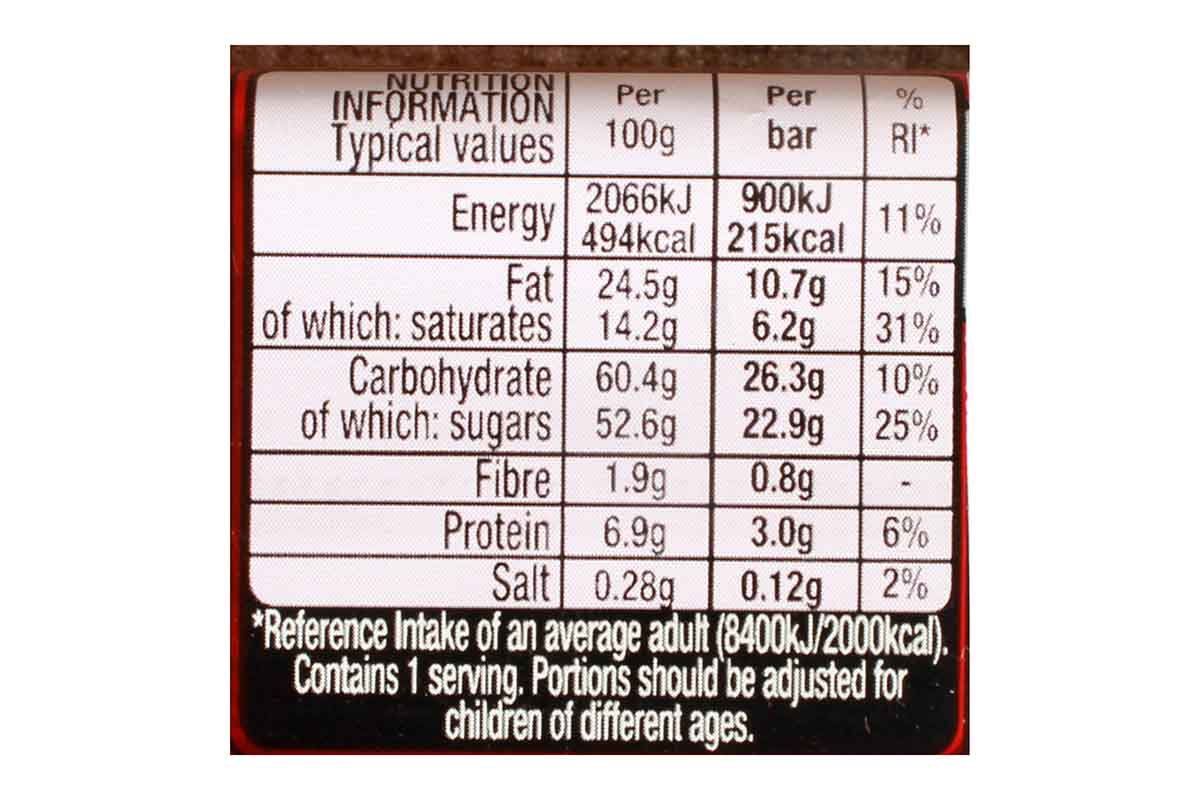 NUTRITION
INFORMATION
Typical values
Per
100g
Per
bar
%
RI*
Energy 2066kJ 900kJ 11%
494kcal 215kcal
Fat 24.5g 10.7g 15%
of which: saturates 14.2g 6.2g 31%
Carbohydrate 60.4g 26.3g 10%
of which: sugars 52.6g 22.9g 25%
Fibre 1.9g 0.8g -
Protein 6.9g 3.0g 6%
Salt 0.28g 0.12g 2%
*Reference Intake of an average adult (8400kJ/2000kcal).
Contains 1 serving. Portions should be adjusted for
children of different ages.